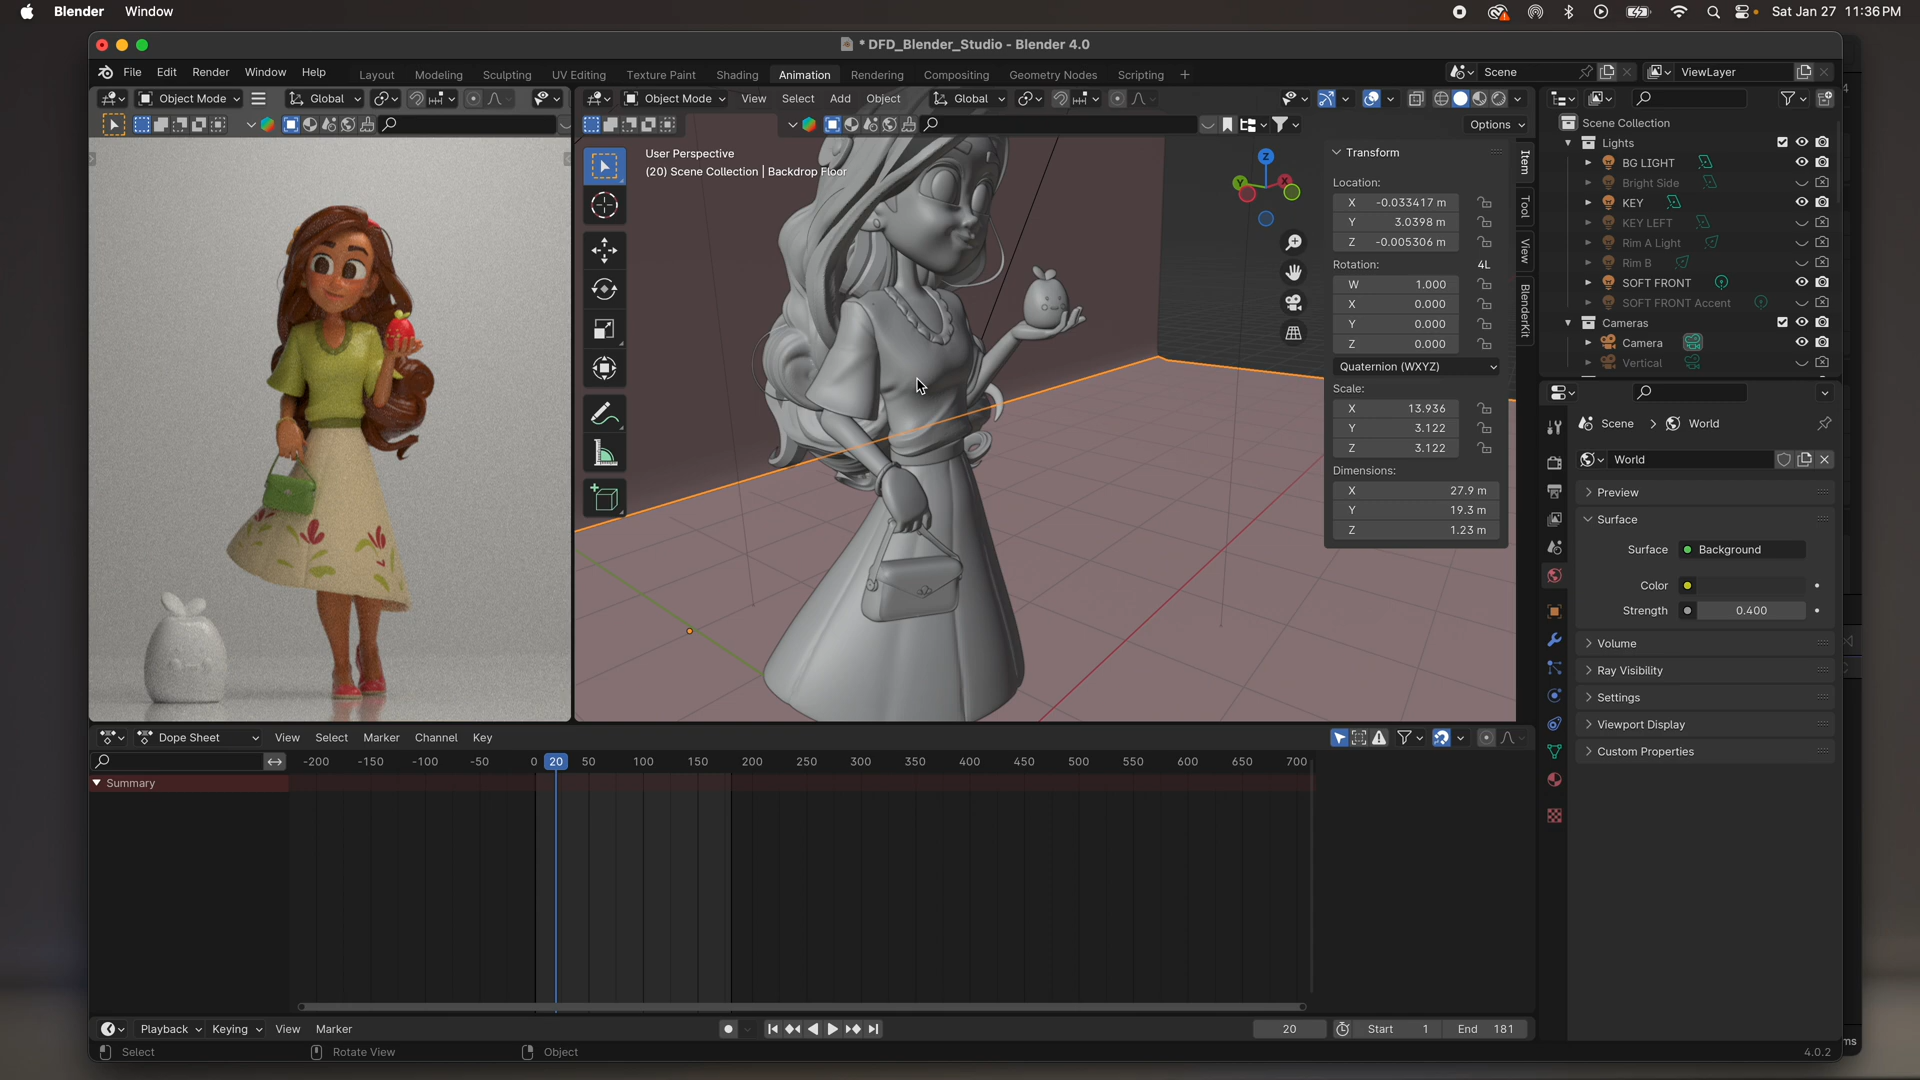 Blender Window Sat Jan 27 11:36 PM
* DFD_Blender_Studio - Blender 4.0
File Edit Render Window Help Layout Modeling Sculpting UV Editing Texture Paint Shading Animation Rendering Compositing Geometry Nodes Scripting + Scene ViewLayer
Object Mode Global Object Mode View Select Add Object Global
Options
User Perspective
(20) Scene Collection | Backdrop Floor
Z
Y
X
Transform
Location:
X -0.033417 m
Y 3.0398 m
Z -0.005306 m
Rotation: 4L
W 1.000
X 0.000
Y 0.000
Z 0.000
Quaternion (WXYZ)
Scale:
X 13.936
Y 3.122
Z 3.122
Dimensions:
X 27.9 m
Y 19.3 m
Z 1.23 m
Item
Tool
View
BlenderKit
Scene Collection
Lights
BG LIGHT
Bright Side
KEY
KEY LEFT
Rim A Light
Rim B
SOFT FRONT
SOFT FRONT Accent
Cameras
Camera
Vertical
Scene > World
World
Preview
Surface
Surface Background
Color
Strength 0.400
Volume
Ray Visibility
Settings
Viewport Display
Custom Properties
Dope Sheet View Select Marker Channel Key
-200 -150 -100 -50 0 20 50 100 150 200 250 300 350 400 450 500 550 600 650 700
Summary
Playback Keying View Marker 20 Start 1 End 181
Select Rotate View Object 4.0.2
ms